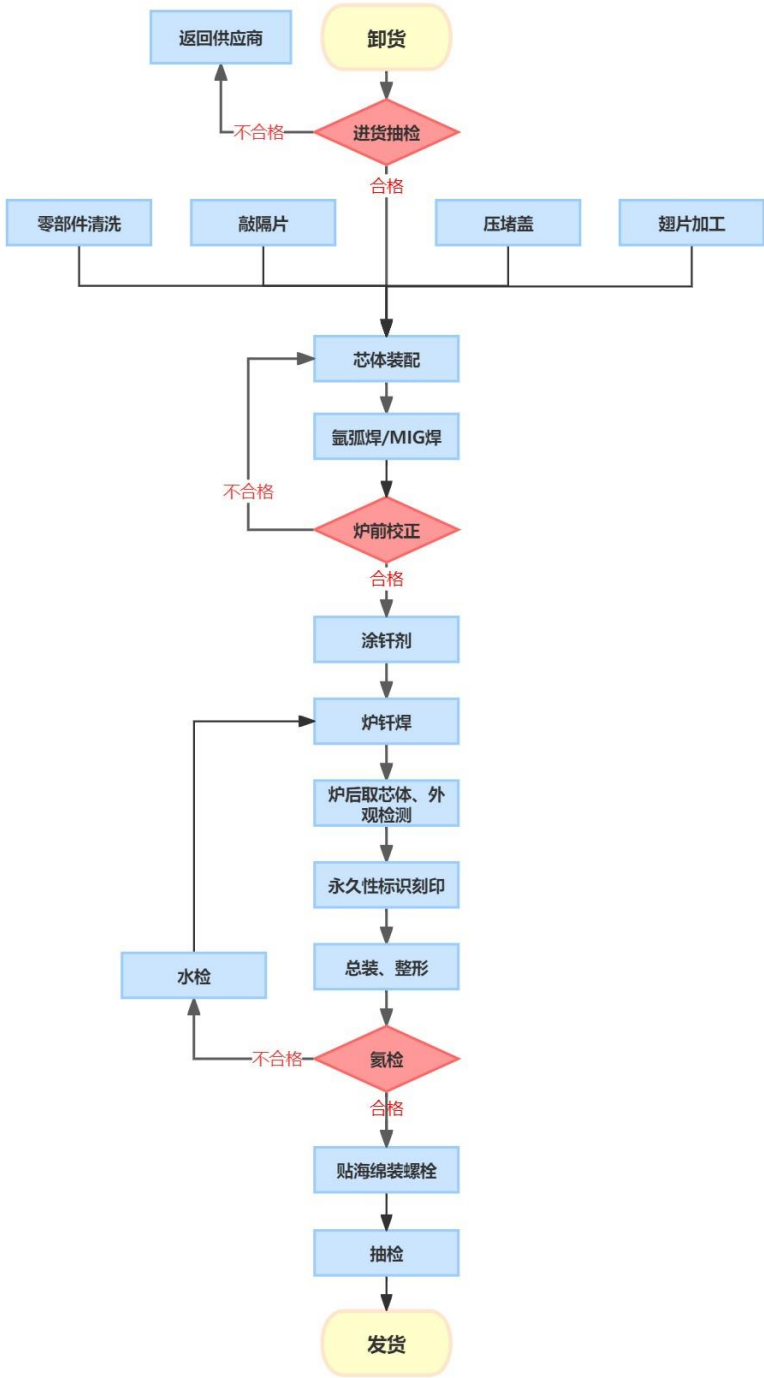 返回供应商
卸货
不合格
进货抽检
合格
零部件清洗
敲隔片
压堵盖
翅片加工
芯体装配
氩弧焊/MIG焊
不合格
炉前校正
合格
涂钎剂
炉钎焊
炉后取芯体、外
观检测
永久性标识刻印
总装、整形
水检
不合格
氦检
合格
贴海绵装螺栓
抽检
发货